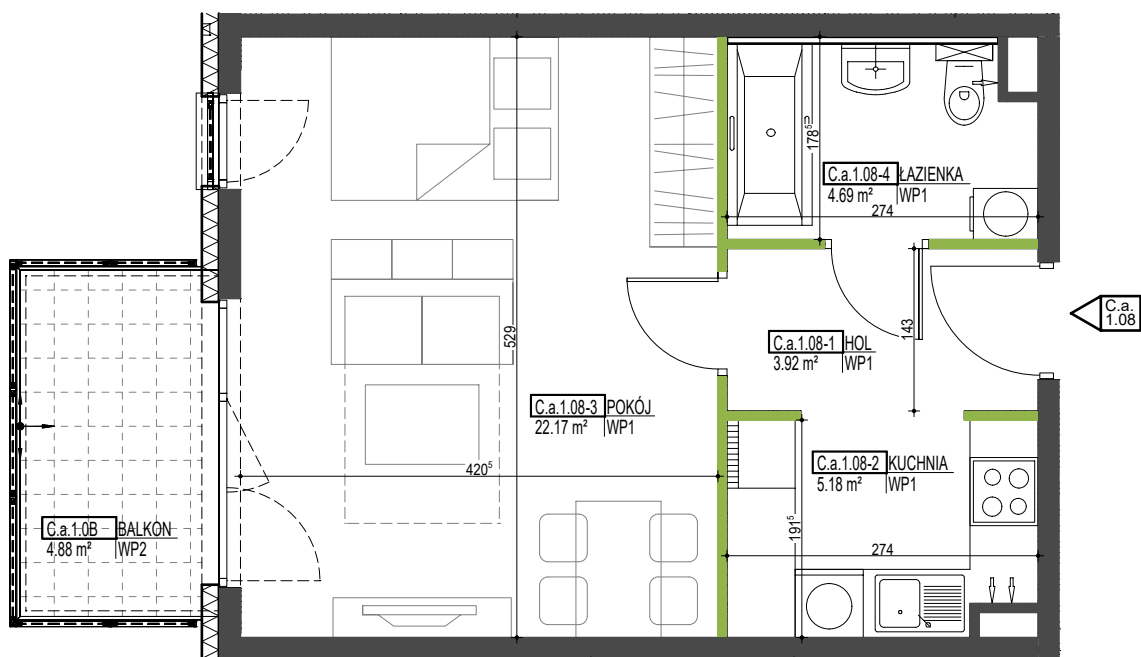 178⁵
C.a.1.08-4 ŁAZIENKA
4.69 m² WP1
274
C.a.
1.08
529
143
C.a.1.08-1 HOL
3.92 m² WP1
C.a.1.08-3 POKÓJ
22.17 m² WP1
420⁵
C.a.1.08-2 KUCHNIA
5.18 m² WP1
C.a.1.0B BALKON
4.88 m² WP2
191⁵
274